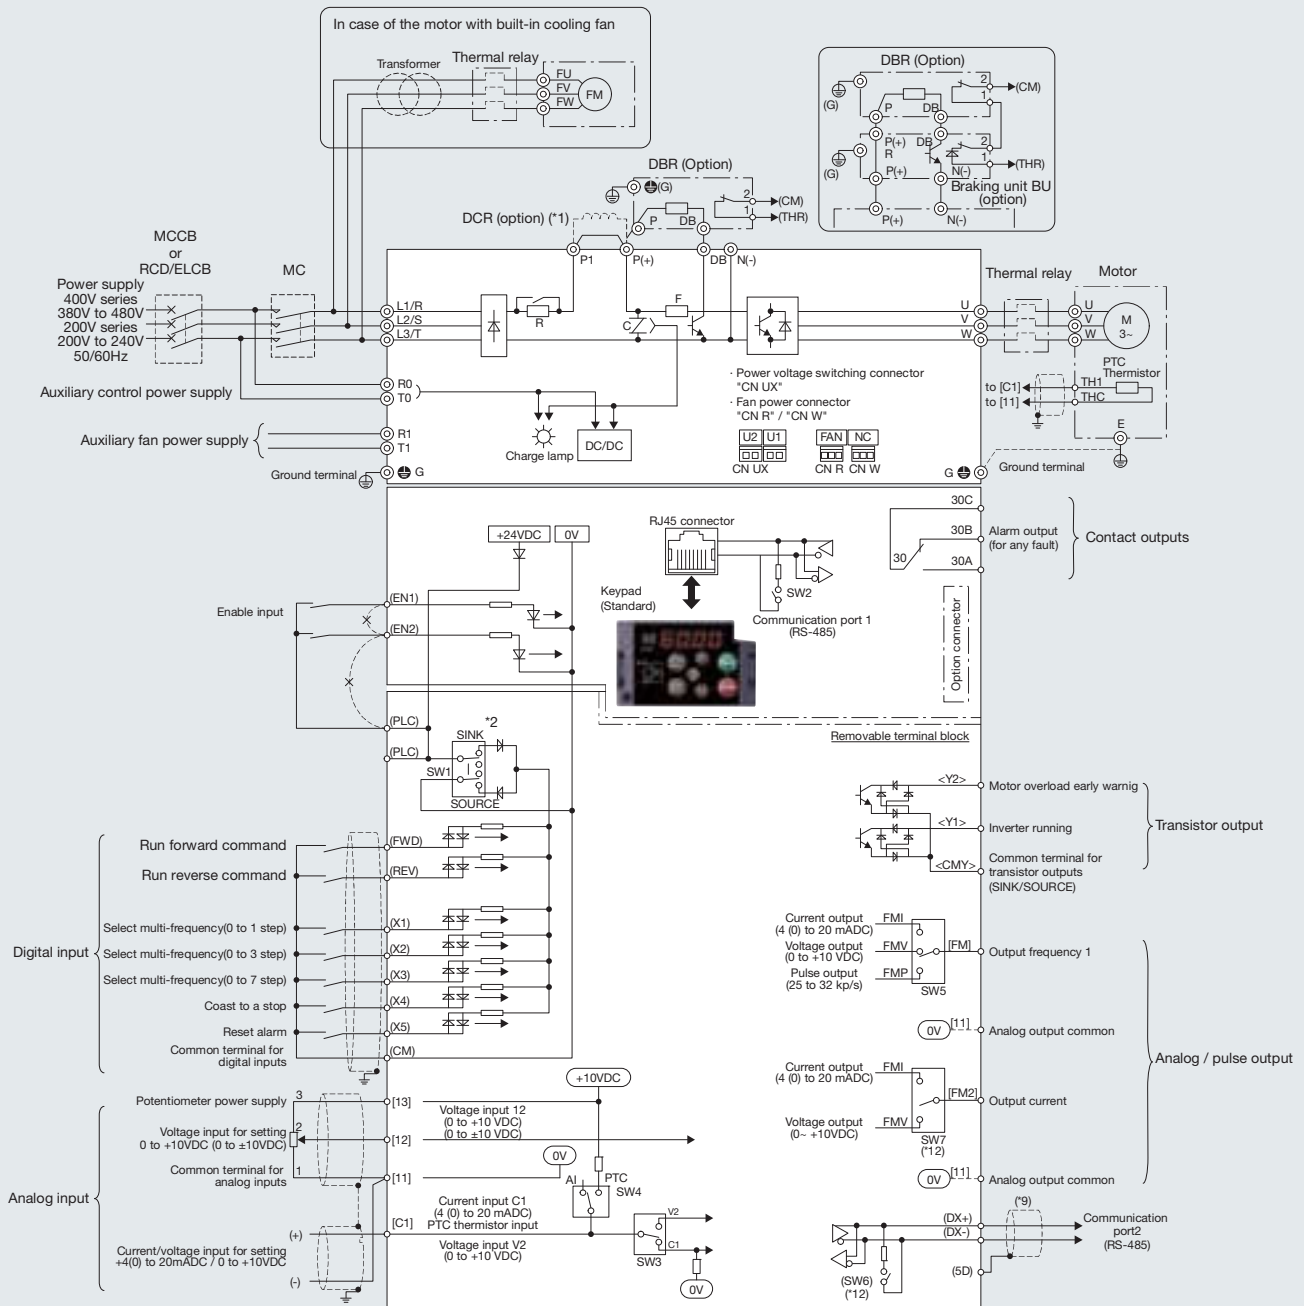 In case of the motor with built-in cooling fan
Transformer
Thermal relay
FU
FV
FW
FM
DBR (Option)
(G)
P
DB
2
1
(CM)
P(+)
R
DB
2
1
(THR)
(G)
P(+)
N(-)
Braking unit BU
(option)
P(+)
N(-)
DBR (Option)
(G)
P
DB
2
1
(CM)
(THR)
DCR (option) (*1)
P1
P(+)
DB
N(-)
MCCB
or
RCD/ELCB
MC
Power supply
400V series
380V to 480V
200V series
200V to 240V
50/60Hz
L1/R
L2/S
L3/T
R
C
F
U
V
W
Thermal relay
Motor
U
V
W
M
3~
PTC
Thermistor
to [C1]
TH1
to [11]
THC
E
Ground terminal
Auxiliary control power supply
R0
T0
Auxiliary fan power supply
R1
T1
Ground terminal
G
Charge lamp
DC/DC
· Power voltage switching connector
"CN UX"
· Fan power connector
"CN R" / "CN W"
U2
U1
FAN
NC
CN UX
CN R
CN W
G
+24VDC
0V
RJ45 connector
SW2
Communication port 1
(RS-485)
Keypad
(Standard)
60.00
30C
30B
30
30A
Alarm output
(for any fault)
Contact outputs
Option connector
Enable input
(EN1)
(EN2)
(PLC)
(PLC)
*2
SINK
SW1
SOURCE
Removable terminal block
<Y2>
Motor overload early warnig
<Y1>
Inverter running
<CMY>
Common terminal for
transistor outputs
(SINK/SOURCE)
Transistor output
Digital input
Run forward command
(FWD)
Run reverse command
(REV)
Select multi-frequency(0 to 1 step)
(X1)
Select multi-frequency(0 to 3 step)
(X2)
Select multi-frequency(0 to 7 step)
(X3)
Coast to a stop
(X4)
Reset alarm
(X5)
Common terminal for
digital inputs
(CM)
Current output
(4 (0) to 20 mADC)
FMI
Voltage output
(0 to +10 VDC)
FMV
Pulse output
(25 to 32 kp/s)
FMP
SW5
[FM]
Output frequency 1
0V
[11]
Analog output common
Current output
(4 (0) to 20 mADC)
FMI
Voltage output
(0~ +10VDC)
FMV
SW7
(*12)
[FM2]
Output current
0V
[11]
Analog output common
Analog / pulse output
Analog input
Potentiometer power supply
3
[13]
Voltage input for setting
0 to +10VDC (0 to ±10VDC)
2
[12]
Common terminal for
analog inputs
1
[11]
+10VDC
Voltage input 12
(0 to +10 VDC)
(0 to ±10 VDC)
0V
AI
PTC
SW4
Current input C1
(4 (0) to 20 mADC)
PTC thermistor input
[C1]
Voltage input V2
(0 to +10 VDC)
V2
C1
SW3
0V
(+)
Current/voltage input for setting
+4(0) to 20mADC / 0 to +10VDC
(-)
(DX+)
(DX-)
(5D)
(SW6)
(*12)
(*9)
Communication
port2
(RS-485)